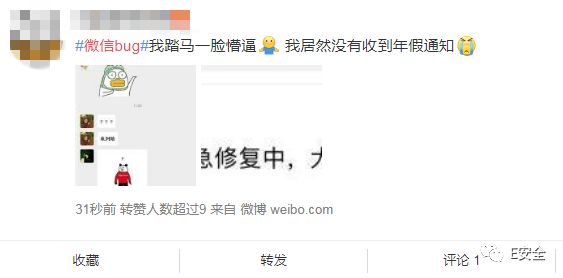 #微信bug#我踏马一脸懵逼🤷 我居然没有收到年假通知😭
急修复中，大
31秒前 转赞人数超过9 来自 微博 weibo.com
收藏
转发
评论 1
E安全